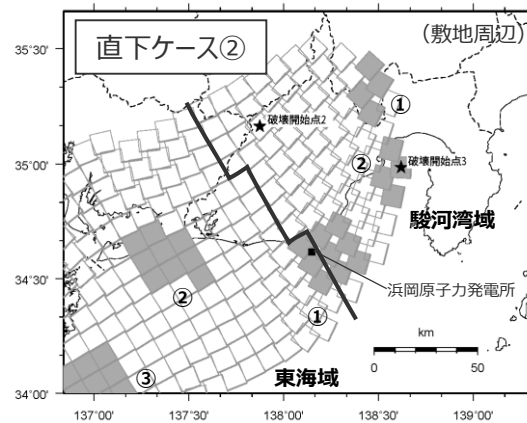 直下ケース②
(敷地周辺)
35°30'
①
★破壊開始点2
35°00'
②
★破壊開始点3
駿河湾域
34°30'
浜岡原子力発電所
②
①
km
③
東海域
0
50
34°00'
137°00'
137°30'
138°00'
138°30'
139°00'